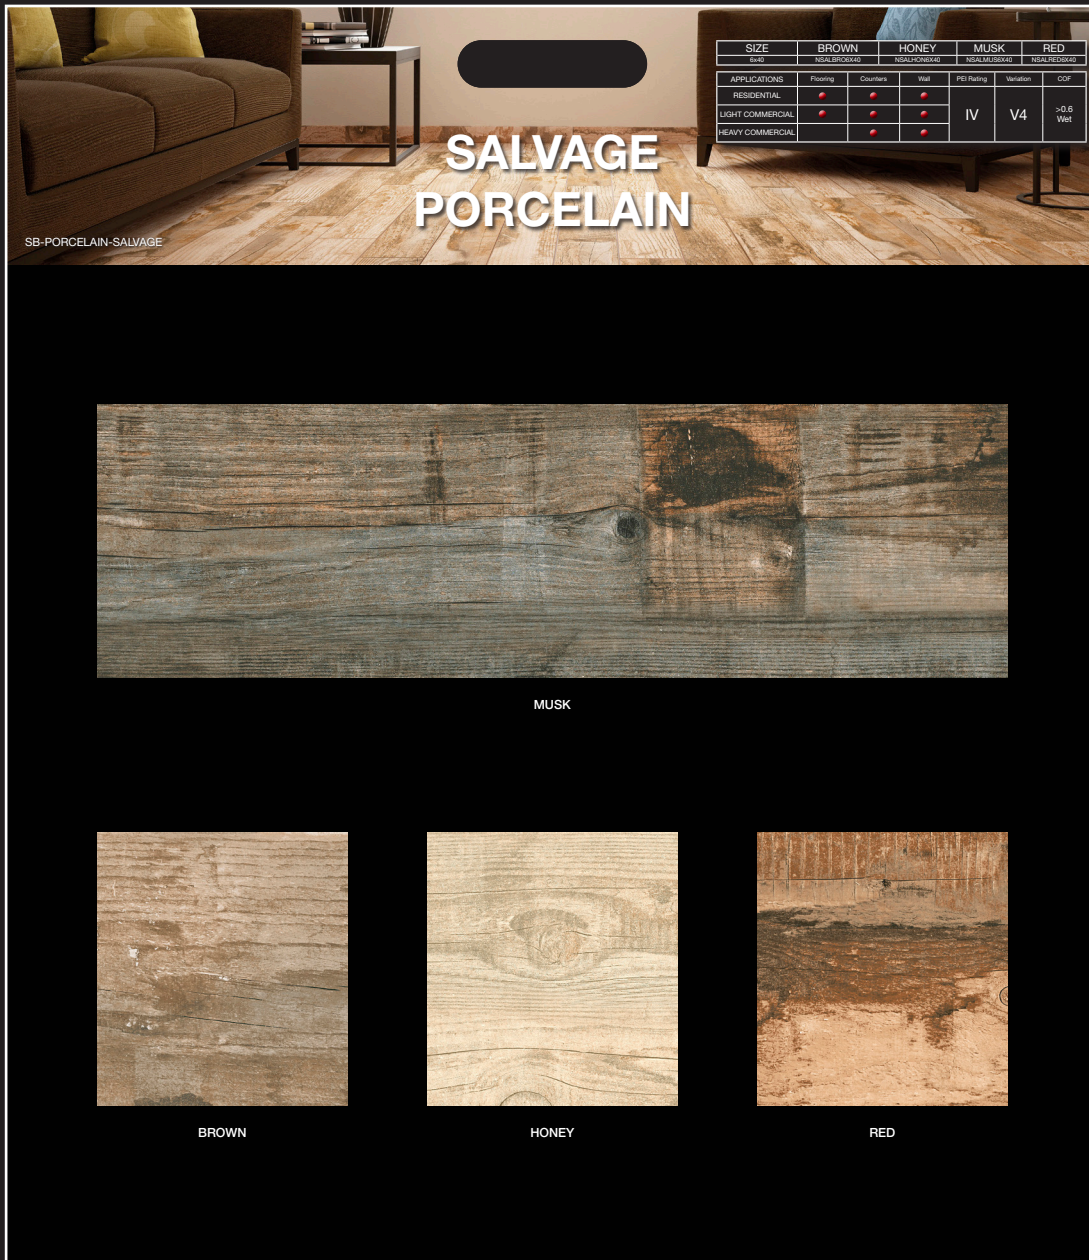 SIZE BROWN HONEY MUSK RED
6x40 NSALBRO6X40 NSALHON6X40 NSALMUS6X40 NSALRED6X40
APPLICATIONS Flooring Counters Wall PEI Rating Variation COF
RESIDENTIAL
LIGHT COMMERCIAL IV V4 >0.6 Wet
HEAVY COMMERCIAL
SALVAGE
PORCELAIN
SB-PORCELAIN-SALVAGE
MUSK
BROWN HONEY RED